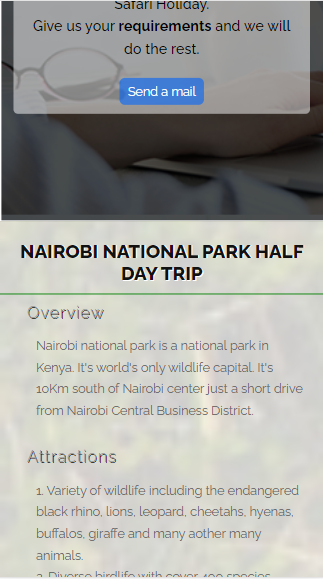 Safari Holiday.
Give us your requirements and we will
do the rest.
Send a mail
NAIROBI NATIONAL PARK HALF
DAY TRIP
Overview
Nairobi national park is a national park in
Kenya. It's world's only wildlife capital. It's
10Km south of Nairobi center just a short drive
from Nairobi Central Business District.
Attractions
1. Variety of wildlife including the endangered
black rhino, lions, leopard, cheetahs, hyenas,
buffalos, giraffe and many aother many
animals.
2. Diverse birdlife with cover 400 species